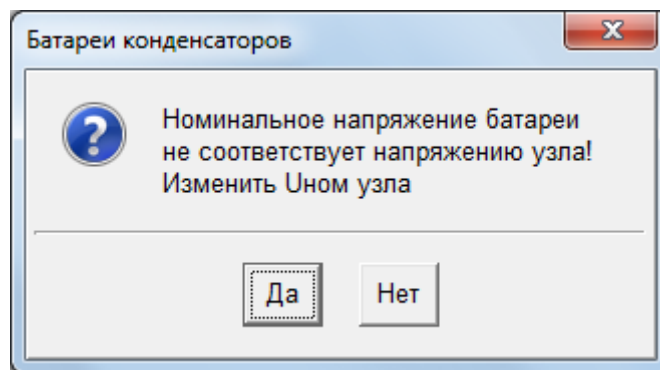 Батареи конденсаторов
Номинальное напряжение батареи
не соответствует напряжению узла!
Изменить Uном узла
Да
Нет